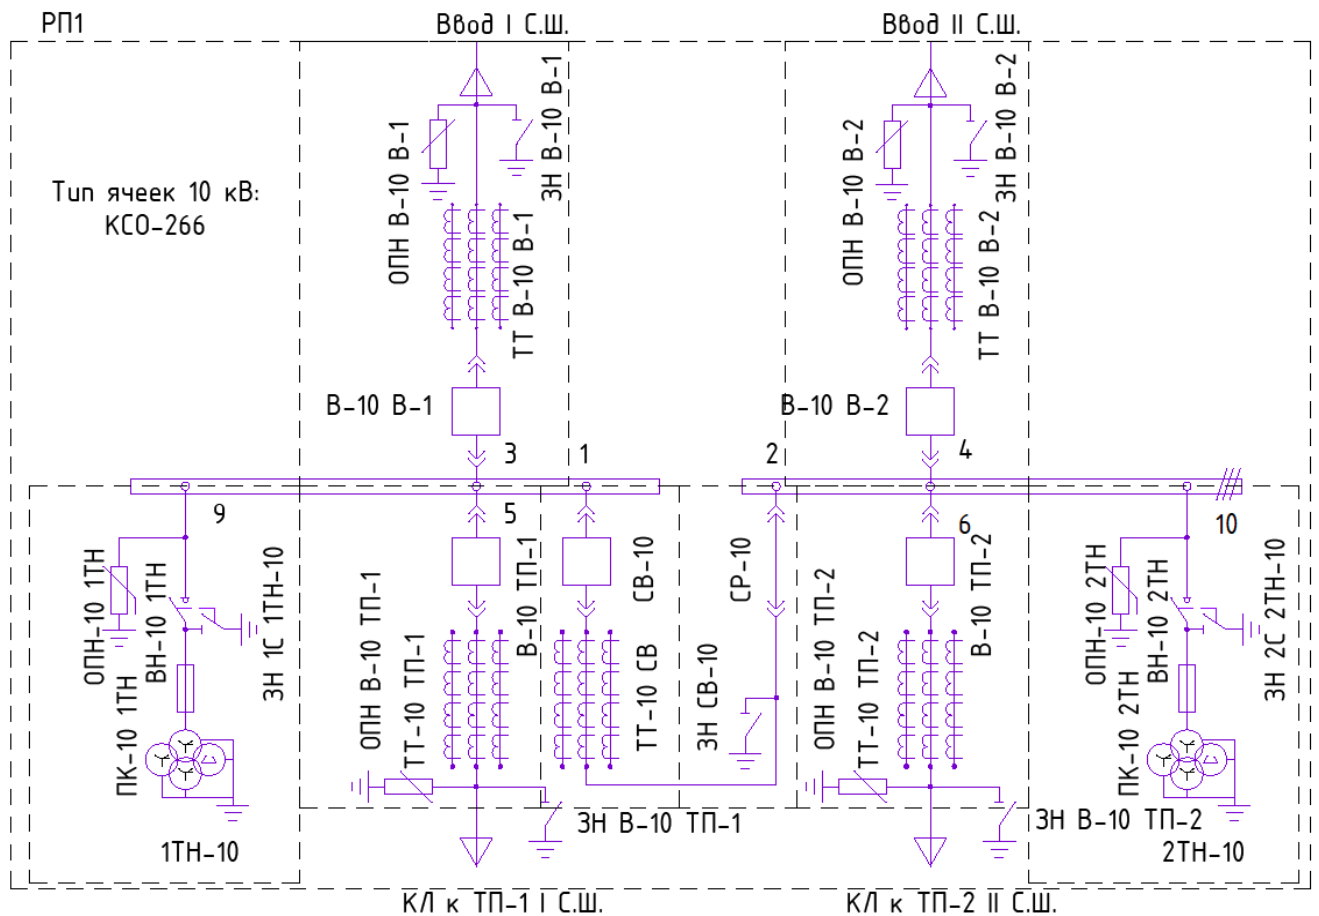 РП1
Ввод I С.Ш.
Ввод II С.Ш.
Тип ячеек 10 кВ:
КСО-266
ОПН В-10 В-1
ЗН В-10 В-1
ТТ В-10 В-1
ОПН В-10 В-2
ЗН В-10 В-2
ТТ В-10 В-2
В-10 В-1
В-10 В-2
3
1
2
4
9
5
6
10
ОПН-10 1ТН
ВН-10 1ТН
ЗН 1С 1ТН-10
ПК-10 1ТН
1ТН-10
ОПН В-10 ТП-1
ТТ-10 ТП-1
В-10 ТП-1
СВ-10
ТТ-10 СВ
СР-10
ЗН СВ-10
ОПН В-10 ТП-2
ТТ-10 ТП-2
В-10 ТП-2
ОПН-10 2ТН
ВН-10 2ТН
ЗН 2С 2ТН-10
ПК-10 2ТН
ЗН В-10 ТП-1
ЗН В-10 ТП-2
2ТН-10
К/Л к ТП-1 I С.Ш.
К/Л к ТП-2 II С.Ш.